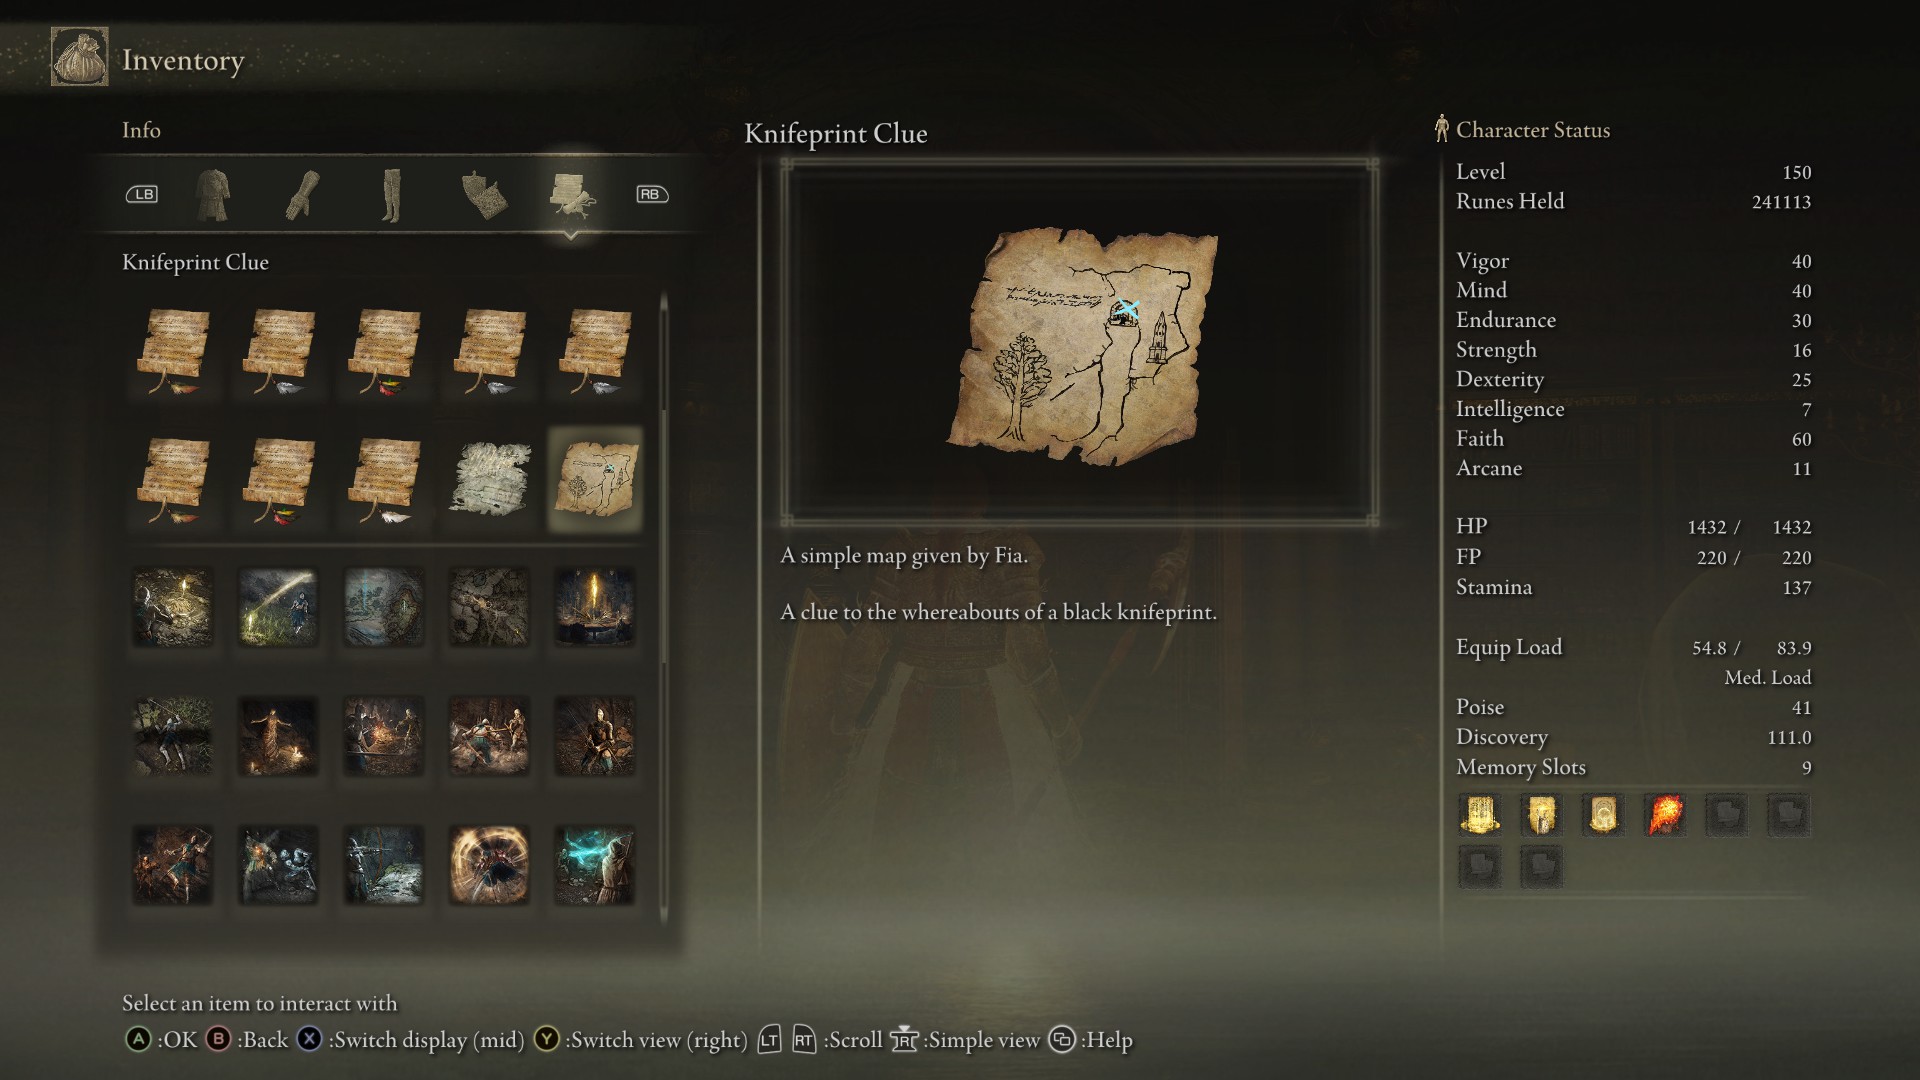 Inventory
Info
LB
RB
Knifeprint Clue
Knifeprint Clue
A simple map given by Fia.
A clue to the whereabouts of a black knifeprint.
Character Status
Level 150
Runes Held 241113
Vigor 40
Mind 40
Endurance 30
Strength 16
Dexterity 25
Intelligence 7
Faith 60
Arcane 11
HP 1432 / 1432
FP 220 / 220
Stamina 137
Equip Load 54.8 / 83.9
Med. Load
Poise 41
Discovery 111.0
Memory Slots 9
Select an item to interact with
A :OK B :Back X :Switch display (mid) Y :Switch view (right) LT RT :Scroll R :Simple view :Help